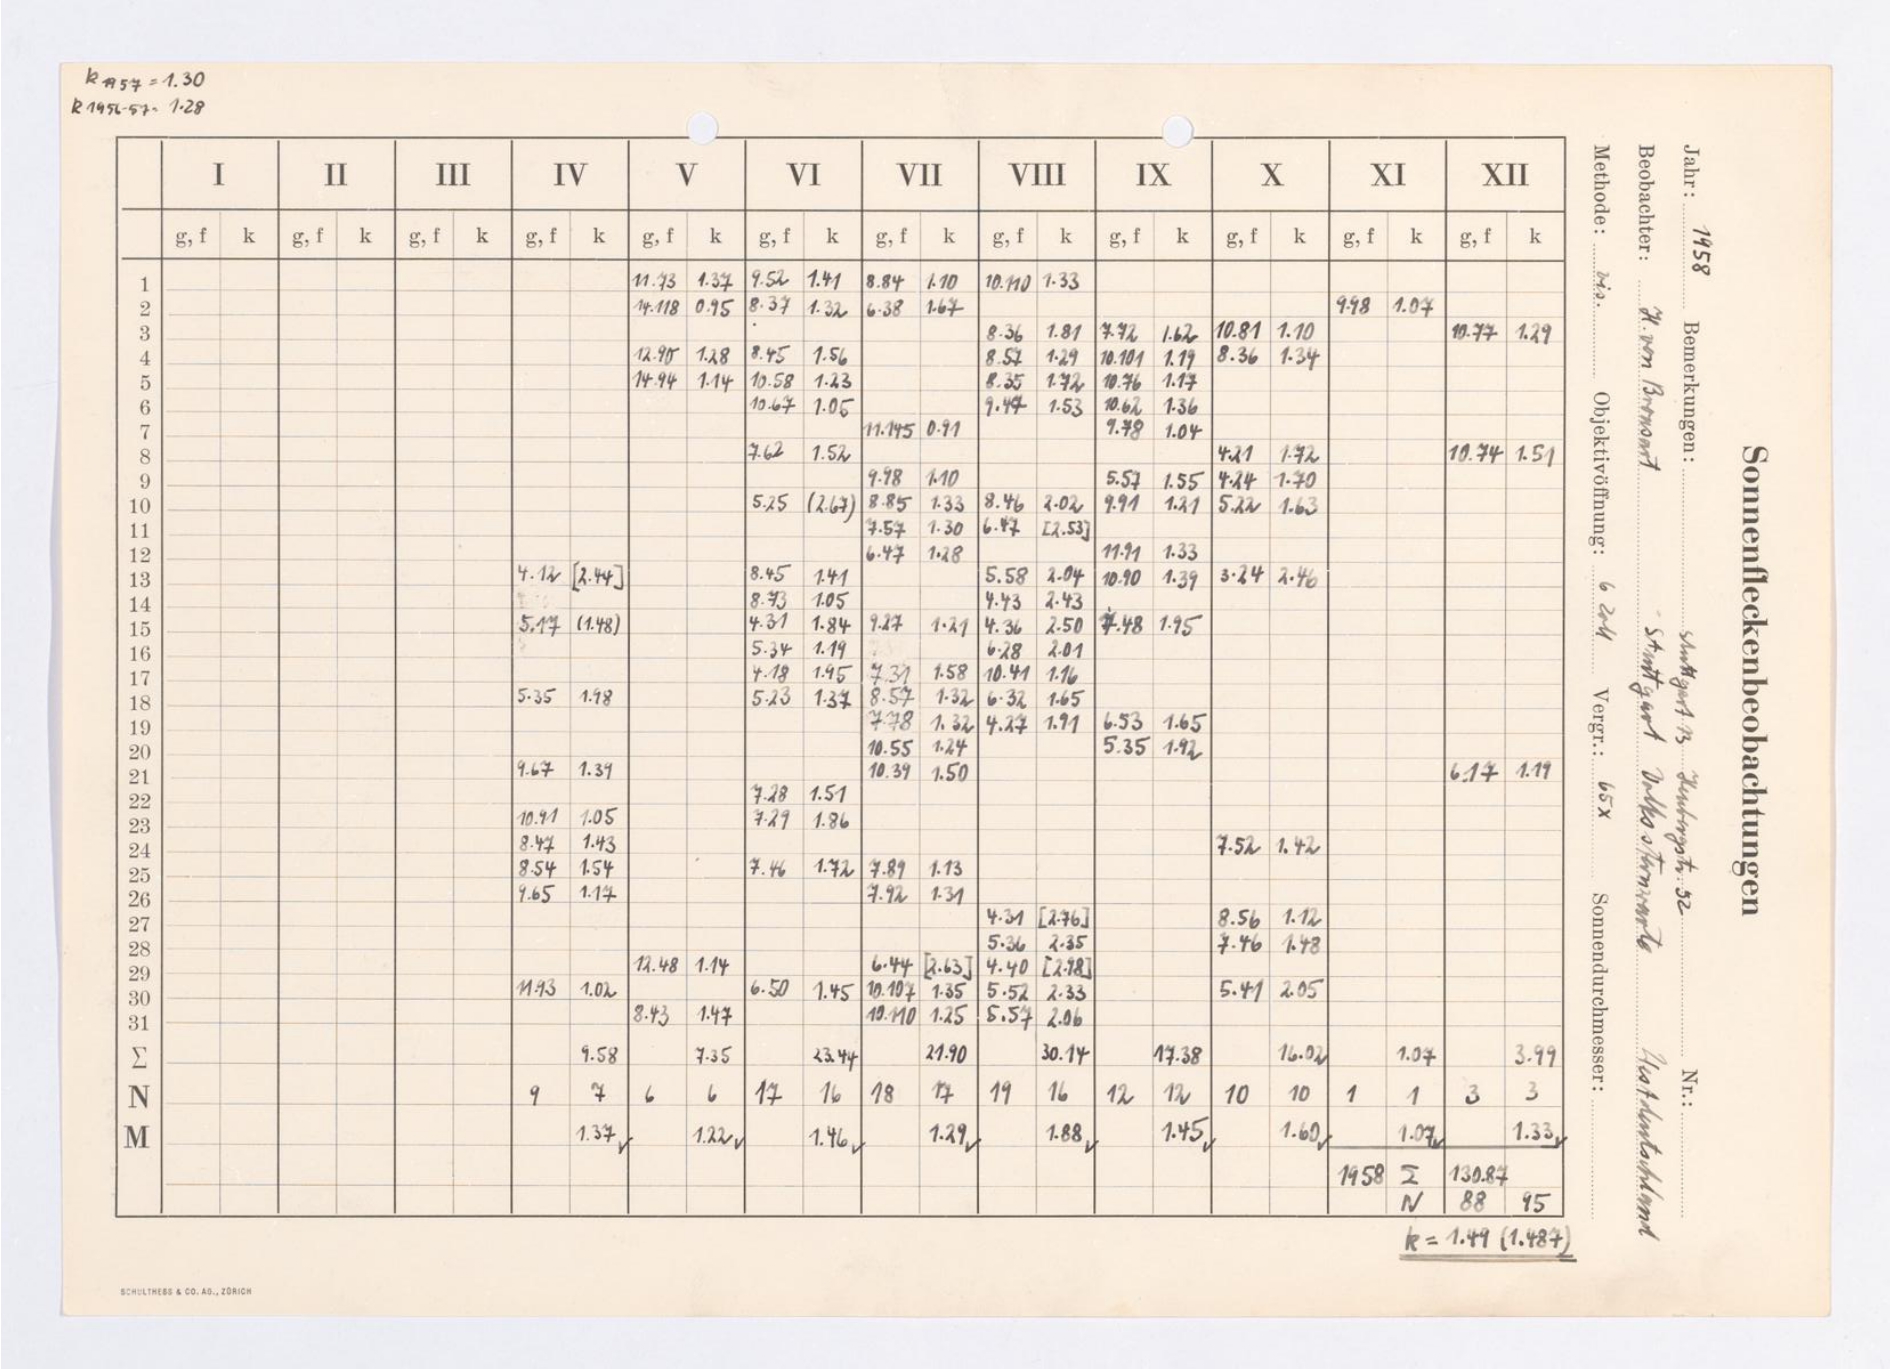 k 1957 = 1.30
k 1956-57 = 1.28
I II III IV V VI VII VIII IX X XI XII
g, f k g, f k g, f k g, f k g, f k g, f k g, f k g, f k g, f k g, f k g, f k g, f k
1 11.73 1.37 9.52 1.41 8.84 1.10 10.110 1.33
2 14.118 0.95 8.37 1.32 6.38 1.67 9.98 1.07
3 8.36 1.81 7.72 1.62 10.81 1.10 10.77 1.29
4 12.90 1.28 8.45 1.56 8.57 1.29 10.101 1.19 8.36 1.34
5 14.94 1.14 10.58 1.23 8.35 1.72 10.76 1.17
6 10.67 1.05 9.47 1.53 10.62 1.36
7 11.145 0.91 9.78 1.04
8 7.62 1.52 4.21 1.72 10.74 1.51
9 9.98 1.10 5.57 1.55 4.24 1.70
10 5.25 (2.67) 8.85 1.33 8.46 2.02 9.91 1.21 5.22 1.63
11 7.57 1.30 6.47 [2.53]
12 6.47 1.28 11.91 1.33
13 4.12 [2.44] 8.45 1.41 5.58 2.04 10.90 1.39 3.24 2.46
14 8.73 1.05 4.43 2.43
15 5.17 (1.48) 4.31 1.84 9.27 1.21 4.36 2.50 7.48 1.95
16 5.34 1.19 6.28 2.01
17 4.18 1.95 7.31 1.58 10.41 1.16
18 5.35 1.98 5.23 1.37 8.57 1.32 6.32 1.65
19 7.78 1.32 4.27 1.91 6.53 1.65
20 10.55 1.24 5.35 1.92
21 9.67 1.39 10.39 1.50 6.17 1.19
22 7.28 1.51
23 10.91 1.05 7.29 1.86
24 8.47 1.43 7.52 1.42
25 8.54 1.54 7.46 1.72 7.89 1.13
26 9.65 1.17 7.92 1.31
27 4.31 [2.76] 8.56 1.12
28 5.36 2.35 7.46 1.48
29 12.48 1.14 6.44 [2.63] 4.40 [2.98]
30 11.93 1.02 6.50 1.45 10.107 1.35 5.52 2.33 5.41 2.05
31 8.43 1.47 10.110 1.25 5.57 2.06
Σ 9.58 7.35 23.44 21.90 30.14 17.38 16.02 1.07 3.99
N 9 7 6 6 17 16 18 17 19 16 12 12 10 10 1 1 3 3
M 1.37✓ 1.22✓ 1.46✓ 1.29✓ 1.88✓ 1.45✓ 1.60✓ 1.07✓ 1.33✓
1958 Σ 130.87
N 88 95
k = 1.49 (1.487)
SCHULTHESS & CO. AG., ZÜRICH
Sonnenfleckenbeobachtungen
Jahr: 1958 Bemerkungen: Stuttgart 13 52 Nr.:
Beobachter: H. von Bronsart - Stuttgart Volkssternwarte Westdeutschland
Methode: vis. Objektivöffnung: 6 Zoll Vergr.: 65x Sonnendurchmesser: